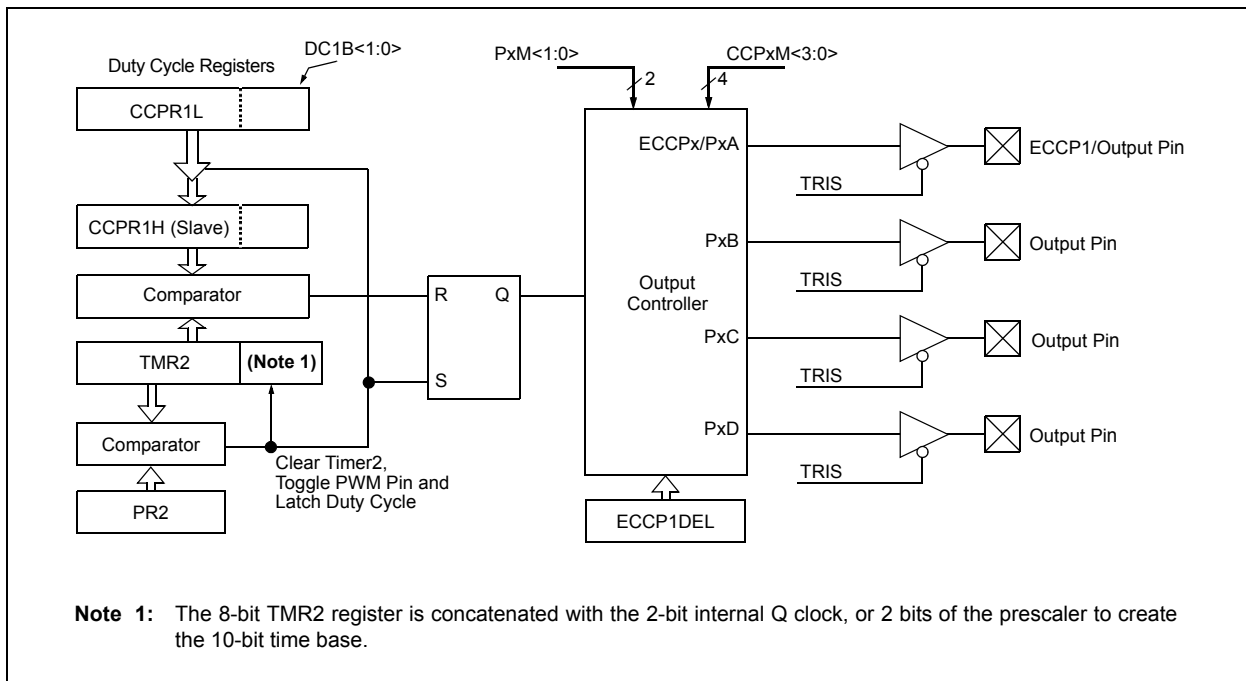 DC1B<1:0>
Duty Cycle Registers
CCPR1L
CCPR1H (Slave)
Comparator
TMR2
(Note 1)
Comparator
PR2
Clear Timer2,
Toggle PWM Pin and
Latch Duty Cycle
R
Q
S
PxM<1:0>
2
CCPxM<3:0>
4
Output
Controller
ECCPx/PxA
PxB
PxC
PxD
ECCP1DEL
TRIS
ECCP1/Output Pin
TRIS
Output Pin
TRIS
Output Pin
TRIS
Output Pin
Note 1: The 8-bit TMR2 register is concatenated with the 2-bit internal Q clock, or 2 bits of the prescaler to create
the 10-bit time base.